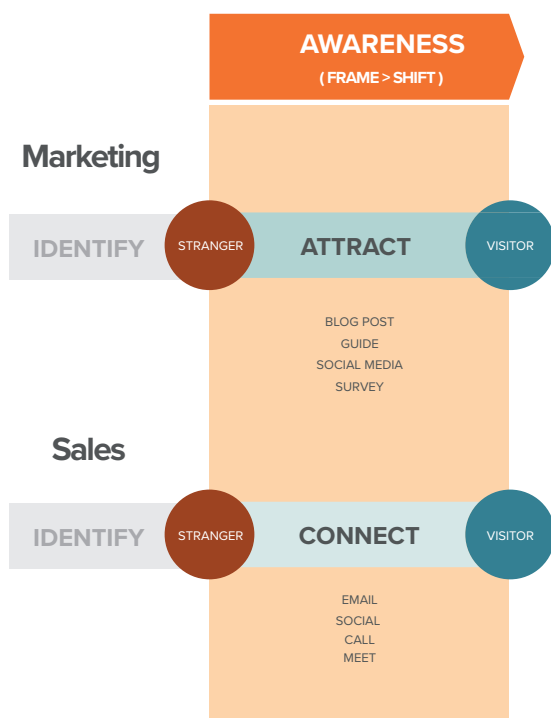 AWARENESS
( FRAME > SHIFT )
Marketing
IDENTIFY
STRANGER
ATTRACT
VISITOR
BLOG POST
GUIDE
SOCIAL MEDIA
SURVEY
Sales
IDENTIFY
STRANGER
CONNECT
VISITOR
EMAIL
SOCIAL
CALL
MEET